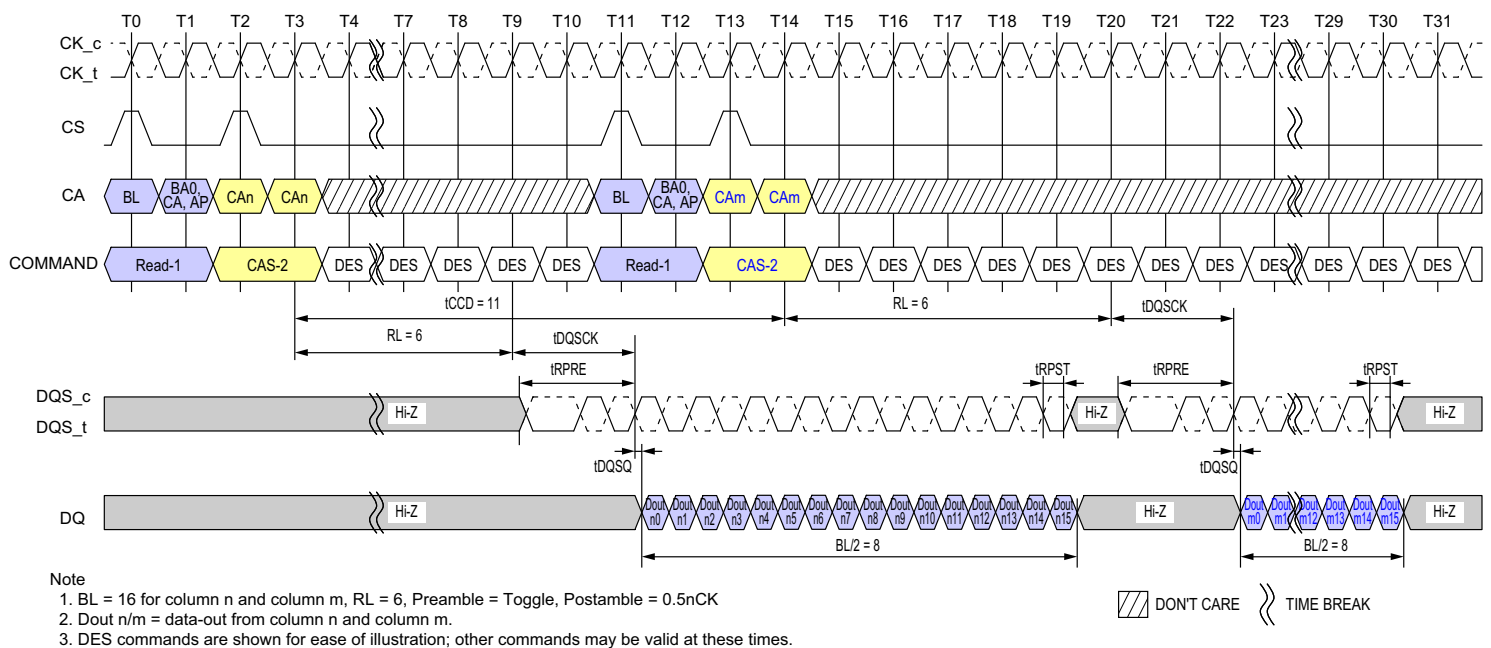 T0 T1 T2 T3 T4 T7 T8 T9 T10 T11 T12 T13 T14 T15 T16 T17 T18 T19 T20 T21 T22 T23 T29 T30 T31
CK_c
CK_t
CS
CA BL BA0, CA, AP CAn CAn BL BA0, CA, AP CAm CAm
COMMAND Read-1 CAS-2 DES DES DES DES DES Read-1 CAS-2 DES DES DES DES DES DES DES DES DES DES DES DES
tCCD = 11 RL = 6 tDQSCK
RL = 6 tDQSCK
tRPRE tRPST tRPRE tRPST
DQS_c
DQS_t
Hi-Z Hi-Z Hi-Z
tDQSQ tDQSQ
DQ Hi-Z Dout n0 Dout n1 Dout n2 Dout n3 Dout n4 Dout n5 Dout n6 Dout n7 Dout n8 Dout n9 Dout n10 Dout n11 Dout n12 Dout n13 Dout n14 Dout n15 Hi-Z Dout m0 Dout m1 Dout m12 Dout m13 Dout m14 Dout m15 Hi-Z
BL/2 = 8 BL/2 = 8
Note
1. BL = 16 for column n and column m, RL = 6, Preamble = Toggle, Postamble = 0.5nCK
2. Dout n/m = data-out from column n and column m.
3. DES commands are shown for ease of illustration; other commands may be valid at these times.
DON'T CARE TIME BREAK